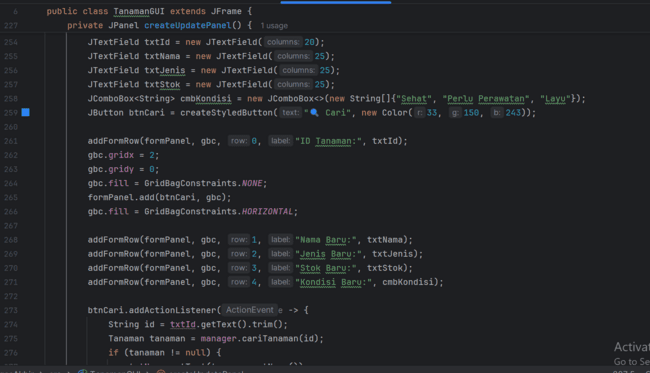 6 public class TanamanGUI extends JFrame {
227 private JPanel createUpdatePanel() { 1 usage
254 JTextField txtId = new JTextField( columns: 20);
255 JTextField txtNama = new JTextField( columns: 25);
256 JTextField txtJenis = new JTextField( columns: 25);
257 JTextField txtStok = new JTextField( columns: 25);
258 JComboBox<String> cmbKondisi = new JComboBox<>(new String[]{"Sehat", "Perlu Perawatan", "Layu"});
259 JButton btnCari = createStyledButton( text: "🔍 Cari", new Color( r: 33, g: 150, b: 243));
260
261 addFormRow(formPanel, gbc, row: 0, label: "ID Tanaman:", txtId);
262 gbc.gridx = 2;
263 gbc.gridy = 0;
264 gbc.fill = GridBagConstraints.NONE;
265 formPanel.add(btnCari, gbc);
266 gbc.fill = GridBagConstraints.HORIZONTAL;
267
268 addFormRow(formPanel, gbc, row: 1, label: "Nama Baru:", txtNama);
269 addFormRow(formPanel, gbc, row: 2, label: "Jenis Baru:", txtJenis);
270 addFormRow(formPanel, gbc, row: 3, label: "Stok Baru:", txtStok);
271 addFormRow(formPanel, gbc, row: 4, label: "Kondisi Baru:", cmbKondisi);
272
273 btnCari.addActionListener( ActionEvent e -> {
274 String id = txtId.getText().trim();
275 Tanaman tanaman = manager.cariTanaman(id);
276 if (tanaman != null) {
Activat
Go to Se